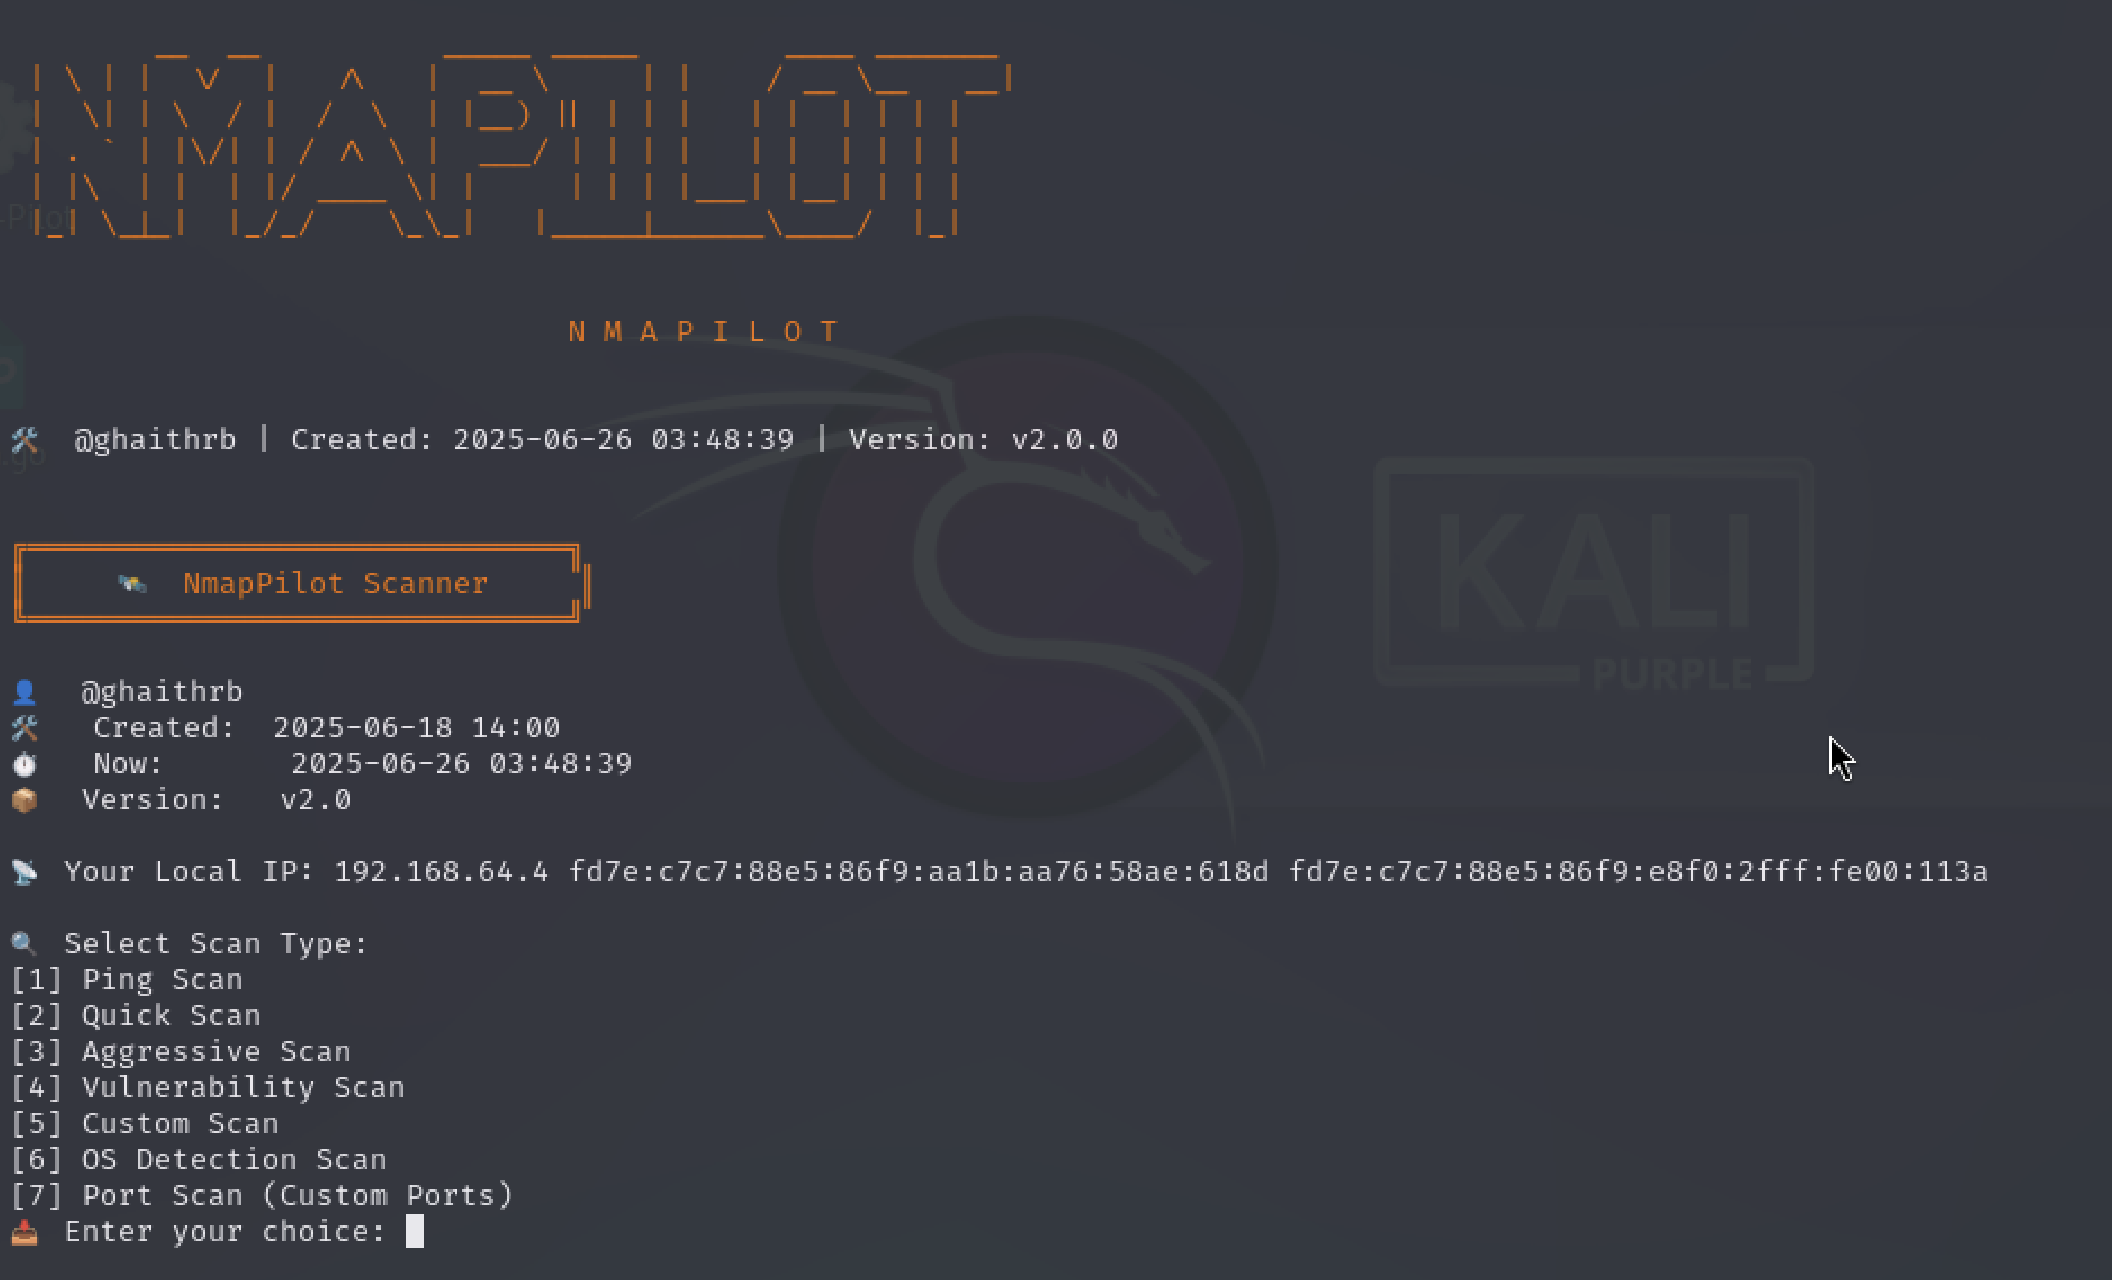 N M A P I L O T
🛠️ @ghaithrb | Created: 2025-06-26 03:48:39 | Version: v2.0.0
🛰️ NmapPilot Scanner
👤 @ghaithrb
🛠️ Created: 2025-06-18 14:00
⏱️ Now: 2025-06-26 03:48:39
📦 Version: v2.0
📡 Your Local IP: 192.168.64.4 fd7e:c7c7:88e5:86f9:aa1b:aa76:58ae:618d fd7e:c7c7:88e5:86f9:e8f0:2fff:fe00:113a
🔍 Select Scan Type:
[1] Ping Scan
[2] Quick Scan
[3] Aggressive Scan
[4] Vulnerability Scan
[5] Custom Scan
[6] OS Detection Scan
[7] Port Scan (Custom Ports)
📥 Enter your choice:
KALI
PURPLE
-Pilot
.go